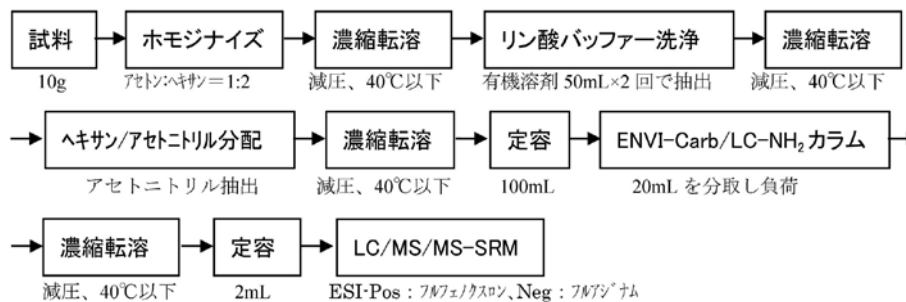 試料 ホモジナイズ 濃縮転溶 リン酸バッファー洗浄 濃縮転溶
10g アセトン:ヘキサン=1:2 減圧、40℃以下 有機溶剤 50mL×2 回で抽出 減圧、40℃以下
ヘキサン/アセトニトリル分配 濃縮転溶 定容 ENVI-Carb/LC-NH₂カラム
アセトニトリル抽出 減圧、40℃以下 100mL 20mL を分取し負荷
濃縮転溶 定容 LC/MS/MS-SRM
減圧、40℃以下 2mL ESI-Pos : フルフェノクスロン、Neg : フルアジナム